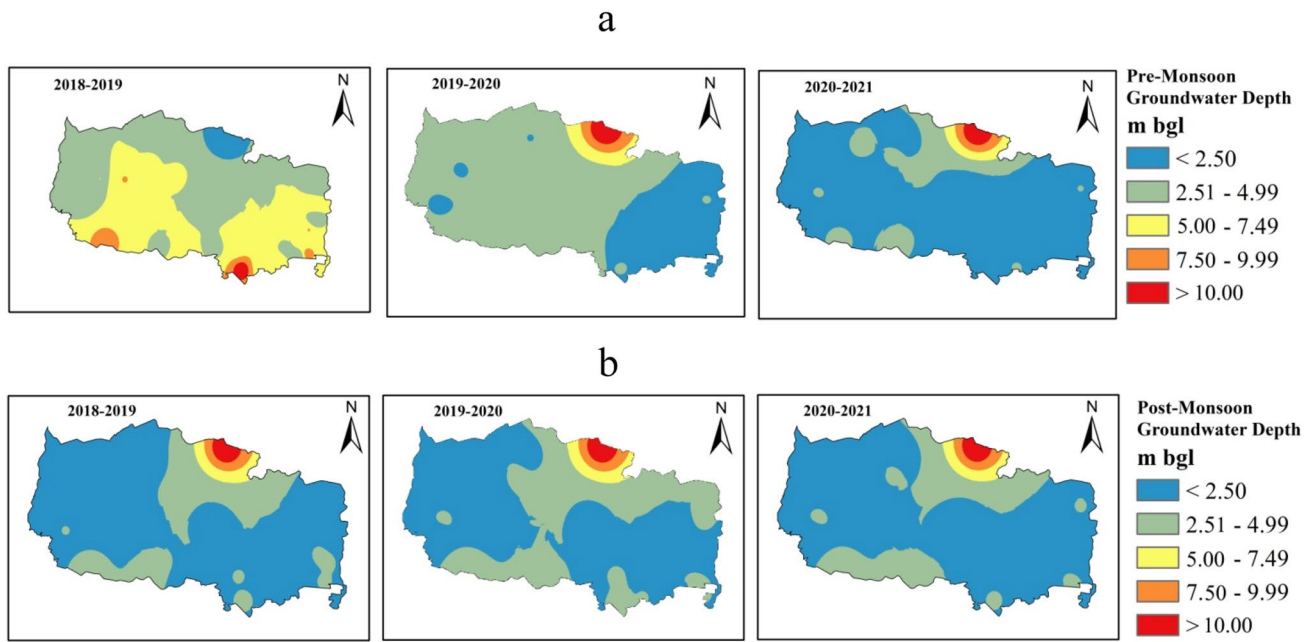 a
2018-2019
N
2019-2020
N
2020-2021
N
Pre-Monsoon
Groundwater Depth
m bgl
< 2.50
2.51 - 4.99
5.00 - 7.49
7.50 - 9.99
> 10.00
b
2018-2019
N
2019-2020
N
2020-2021
N
Post-Monsoon
Groundwater Depth
m bgl
< 2.50
2.51 - 4.99
5.00 - 7.49
7.50 - 9.99
> 10.00